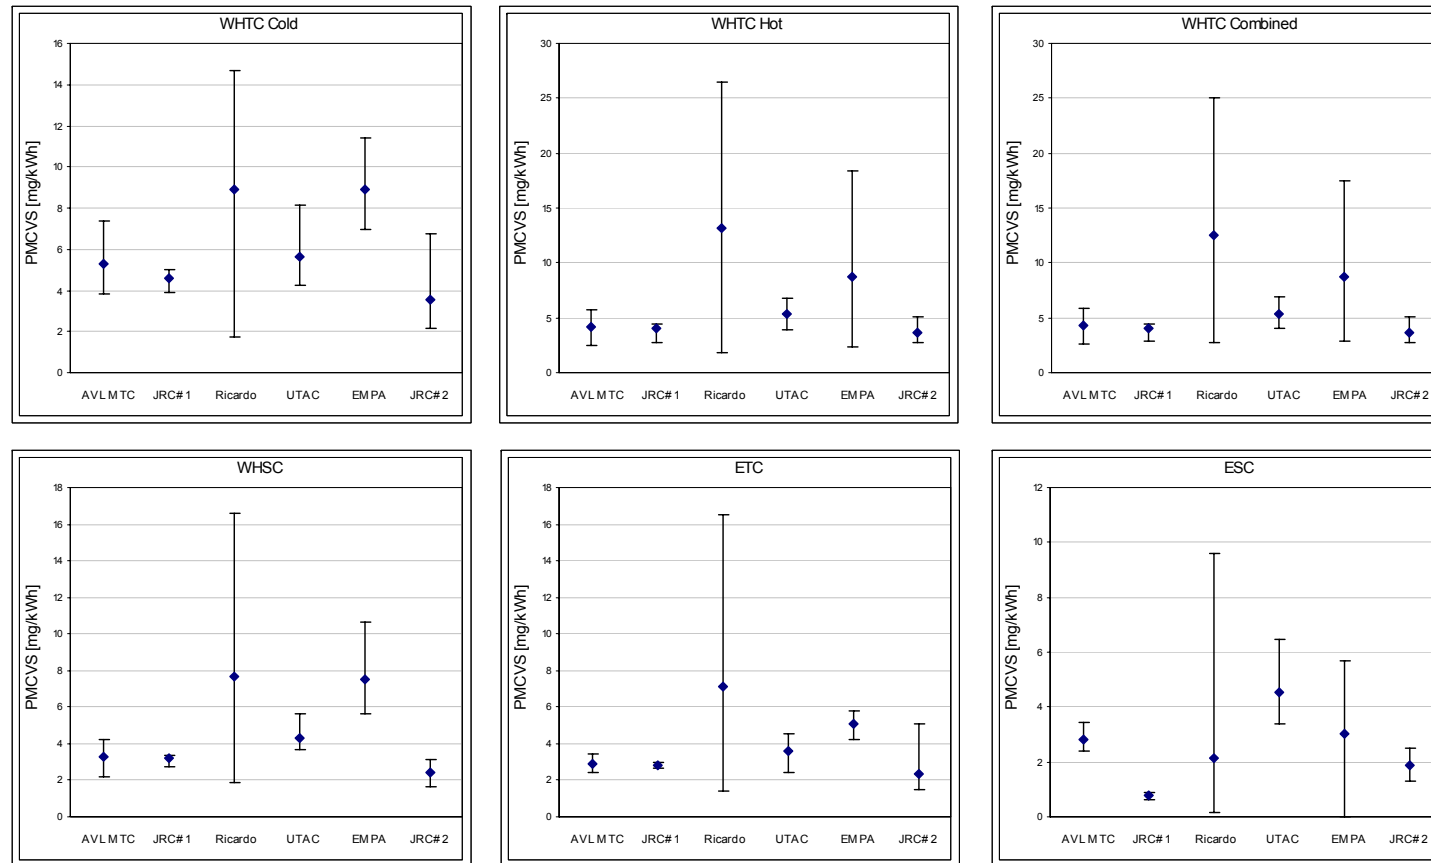 WHTC Cold
16
14
12
10
8
6
4
2
0
PMCVS [mg/kWh]
AVL MTC JRC#1 Ricardo UTAC EMPA JRC#2
WHTC Hot
30
25
20
15
10
5
0
PMCVS [mg/kWh]
AVL MTC JRC#1 Ricardo UTAC EMPA JRC#2
WHTC Combined
30
25
20
15
10
5
0
PMCVS [mg/kWh]
AVL MTC JRC#1 Ricardo UTAC EMPA JRC#2
WHSC
18
16
14
12
10
8
6
4
2
0
PMCVS [mg/kWh]
AVL MTC JRC#1 Ricardo UTAC EMPA JRC#2
ETC
18
16
14
12
10
8
6
4
2
0
PMCVS [mg/kWh]
AVL MTC JRC#1 Ricardo UTAC EMPA JRC#2
ESC
12
10
8
6
4
2
0
PMCVS [mg/kWh]
AVL MTC JRC#1 Ricardo UTAC EMPA JRC#2